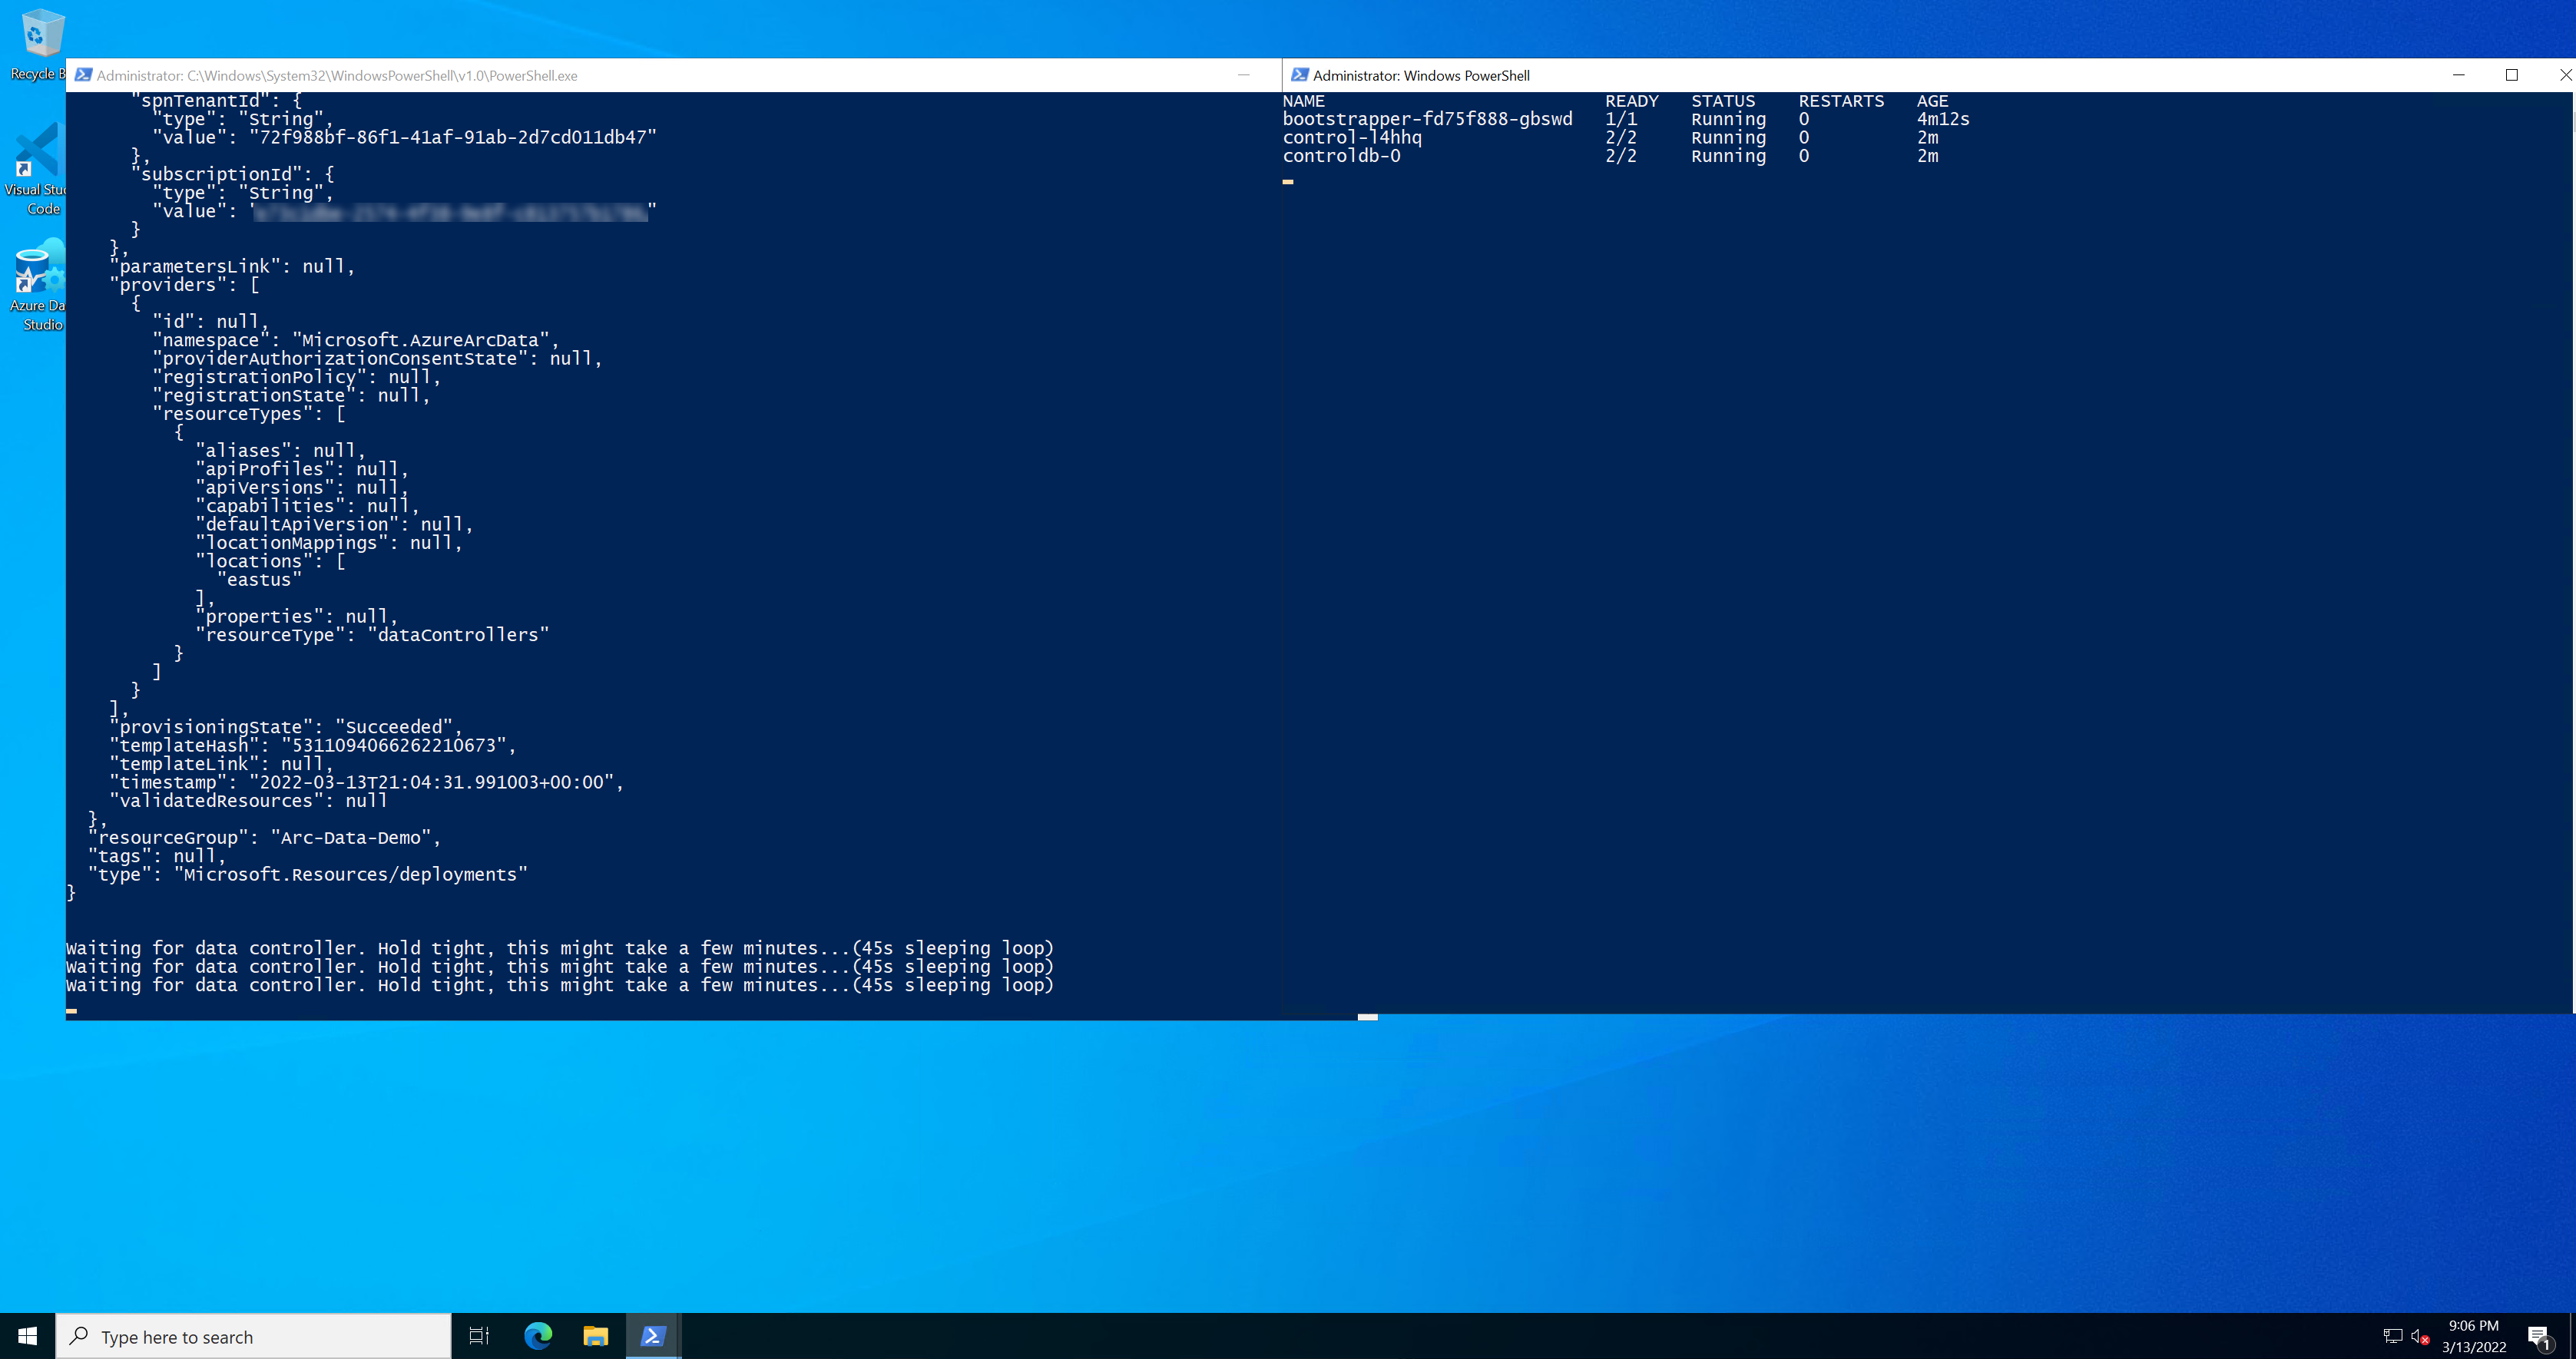 Recycle B
Visual Stu
Code
Azure Da
Studio
Administrator: C:\Windows\System32\WindowsPowerShell\v1.0\PowerShell.exe
"spnTenantId": {
"type": "String",
"value": "72f988bf-86f1-41af-91ab-2d7cd011db47"
},
"subscriptionId": {
"type": "String",
"value": "
}
},
"parametersLink": null,
"providers": [
{
"id": null,
"namespace": "Microsoft.AzureArcData",
"providerAuthorizationConsentState": null,
"registrationPolicy": null,
"registrationState": null,
"resourceTypes": [
{
"aliases": null,
"apiProfiles": null,
"apiVersions": null,
"capabilities": null,
"defaultApiVersion": null,
"locationMappings": null,
"locations": [
"eastus"
],
"properties": null,
"resourceType": "dataControllers"
}
]
}
],
"provisioningState": "Succeeded",
"templateHash": "5311094066262210673",
"templateLink": null,
"timestamp": "2022-03-13T21:04:31.991003+00:00",
"validatedResources": null
},
"resourceGroup": "Arc-Data-Demo",
"tags": null,
"type": "Microsoft.Resources/deployments"
}
Waiting for data controller. Hold tight, this might take a few minutes...(45s sleeping loop)
Waiting for data controller. Hold tight, this might take a few minutes...(45s sleeping loop)
Waiting for data controller. Hold tight, this might take a few minutes...(45s sleeping loop)
Administrator: Windows PowerShell
NAME READY STATUS RESTARTS AGE
bootstrapper-fd75f888-gbswd 1/1 Running 0 4m12s
control-l4hhq 2/2 Running 0 2m
controldb-0 2/2 Running 0 2m
Type here to search
9:06 PM
3/13/2022
1